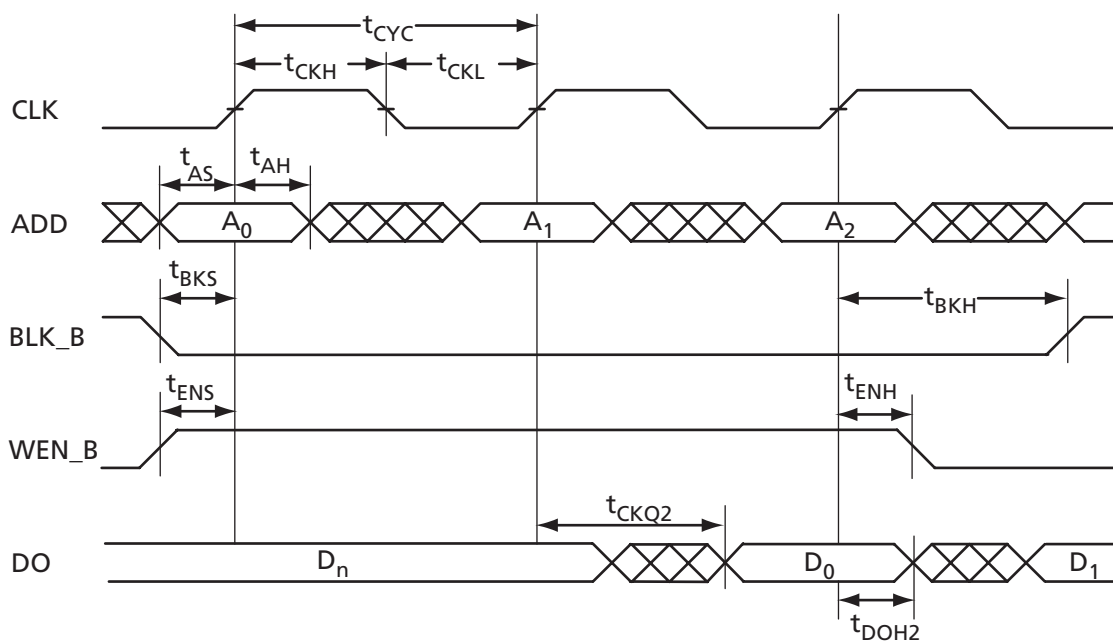 tCYC
tCKH tCKL
CLK
tAS tAH
ADD A0 A1 A2
tBKS tBKH
BLK_B
tENS tENH
WEN_B
tCKQ2
DO Dn D0 D1
tDOH2